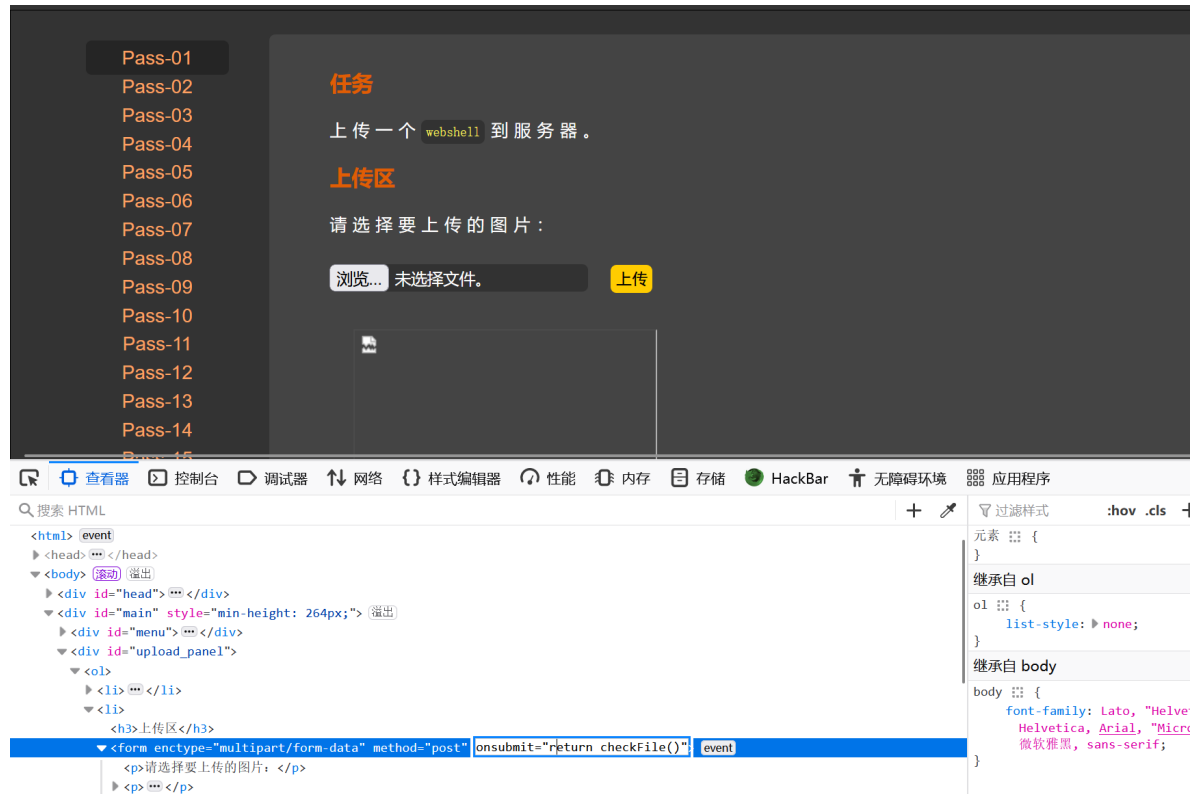 Pass-01
Pass-02
Pass-03
Pass-04
Pass-05
Pass-06
Pass-07
Pass-08
Pass-09
Pass-10
Pass-11
Pass-12
Pass-13
Pass-14
Pass-15
任务
上传一个 webshell 到服务器。
上传区
请选择要上传的图片：
浏览... 未选择文件。 上传
查看器 控制台 调试器 网络 {} 样式编辑器 性能 内存 存储 HackBar 无障碍环境 应用程序
搜索 HTML
<html> event
<head> ••• </head>
<body> 滚动 溢出
<div id="head"> ••• </div>
<div id="main" style="min-height: 264px;"> 溢出
<div id="menu"> ••• </div>
<div id="upload_panel">
<ol>
<li> ••• </li>
<li>
<h3>上传区</h3>
<form enctype="multipart/form-data" method="post" onsubmit="return checkFile()" event
<p>请选择要上传的图片：</p>
<p> ••• </p>
过滤样式 :hov .cls +
元素 {
}
继承自 ol
ol {
list-style: none;
}
继承自 body
body {
font-family: Lato, "Helvet
Helvetica, Arial, "Micro
微软雅黑, sans-serif;
}